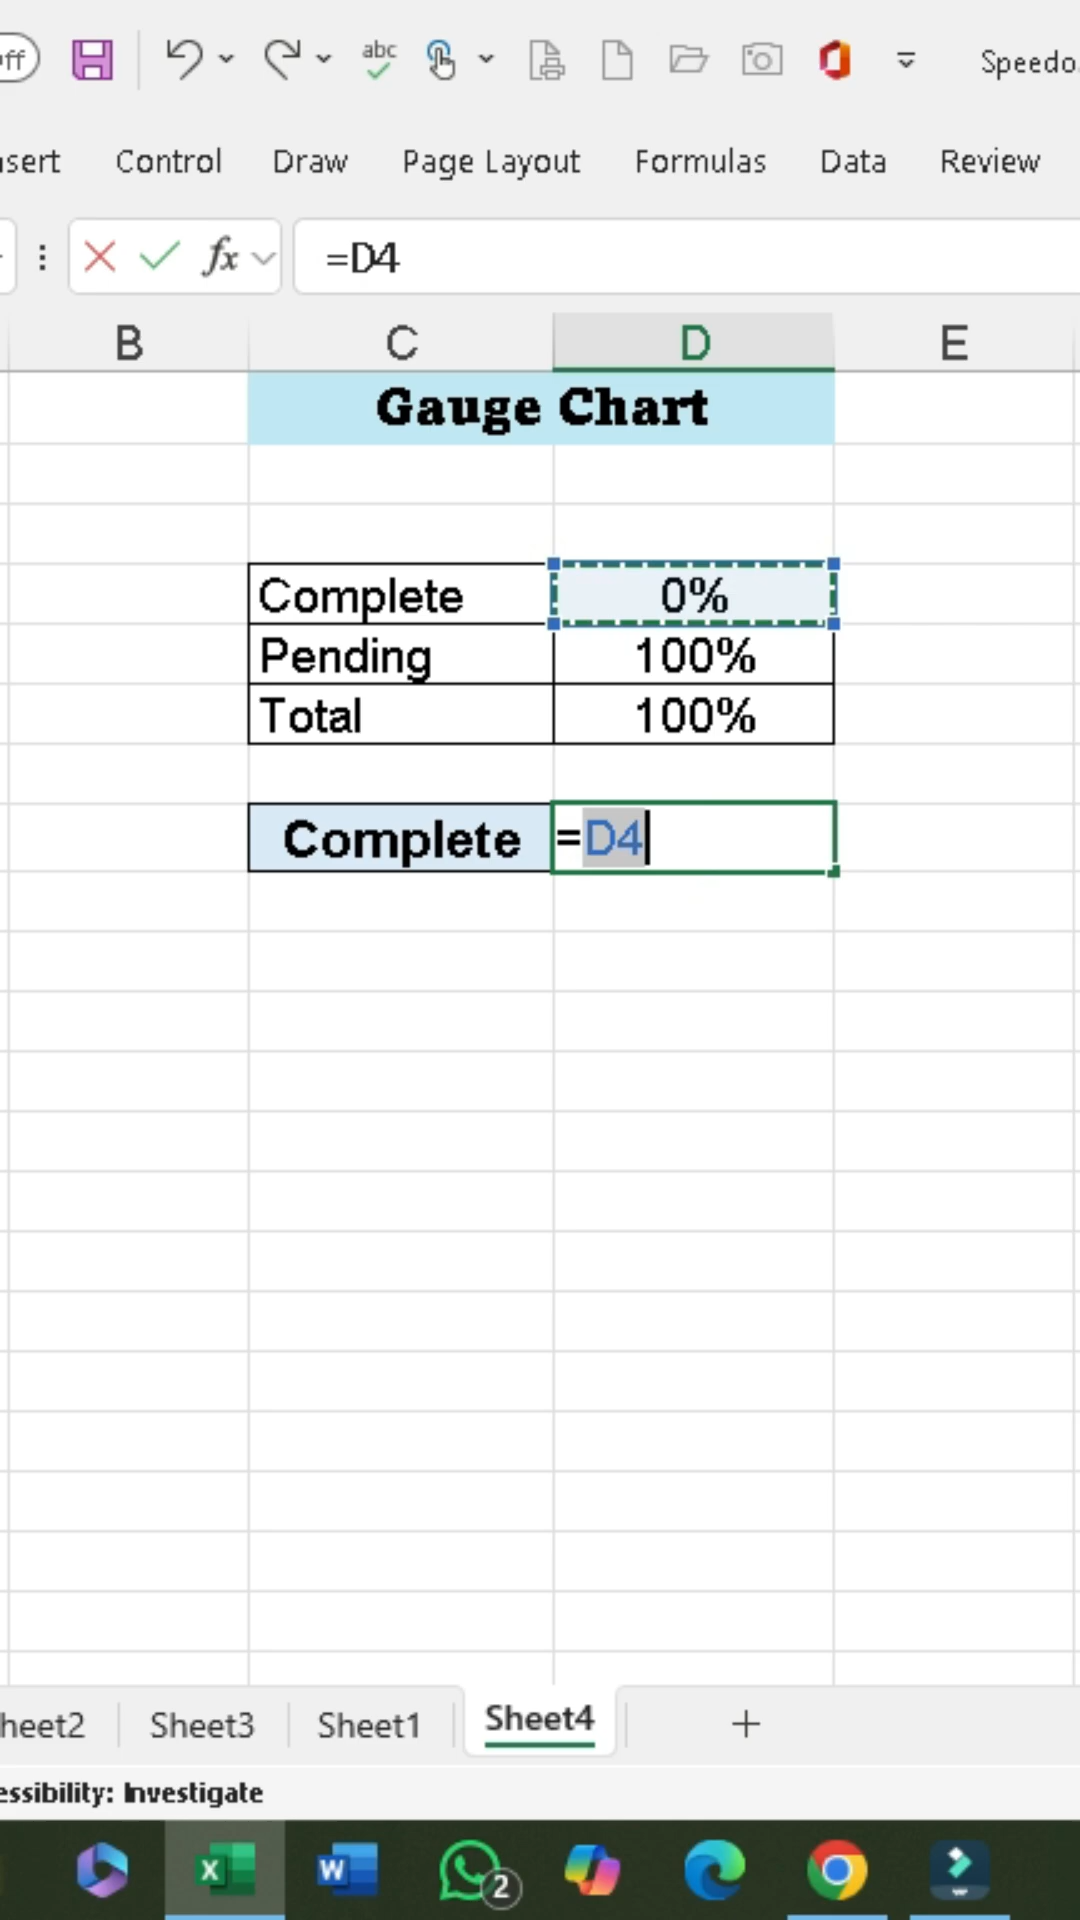 ff
abc
Speedo
nsert Control Draw Page Layout Formulas Data Review
fx =D4
B C D E
Gauge Chart
Complete 0%
Pending 100%
Total 100%
Complete =D4
heet2 Sheet3 Sheet1 Sheet4 +
essibility: Investigate
X W 2